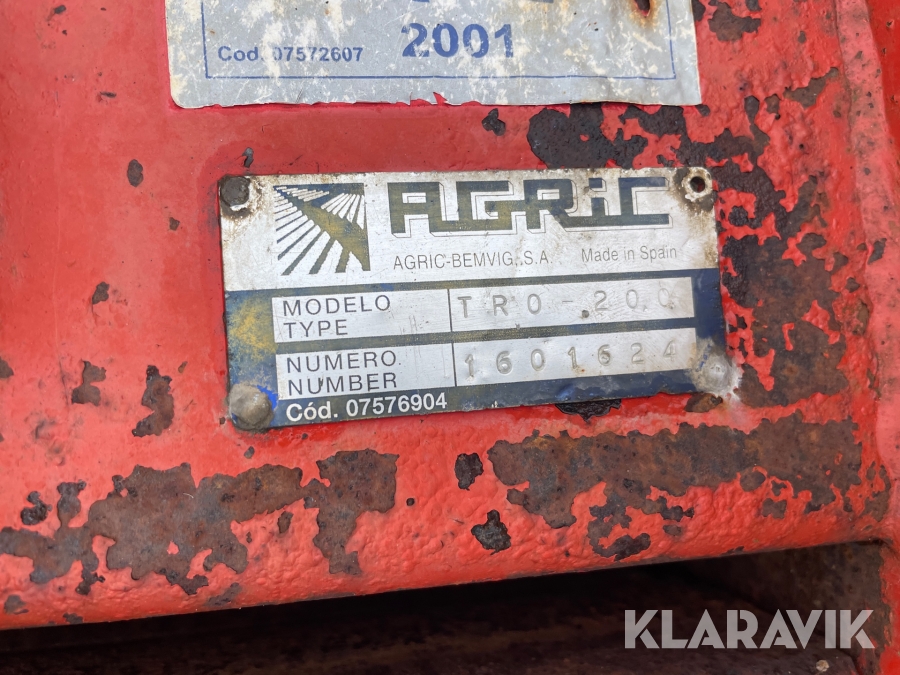 Cod. 07572607
2001
AGRIC
AGRIC-BEMVIG, S.A. Made in Spain
MODELO
TYPE
TRO-200
NUMERO
NUMBER
1601624
Cód. 07576904
KLARAVIK